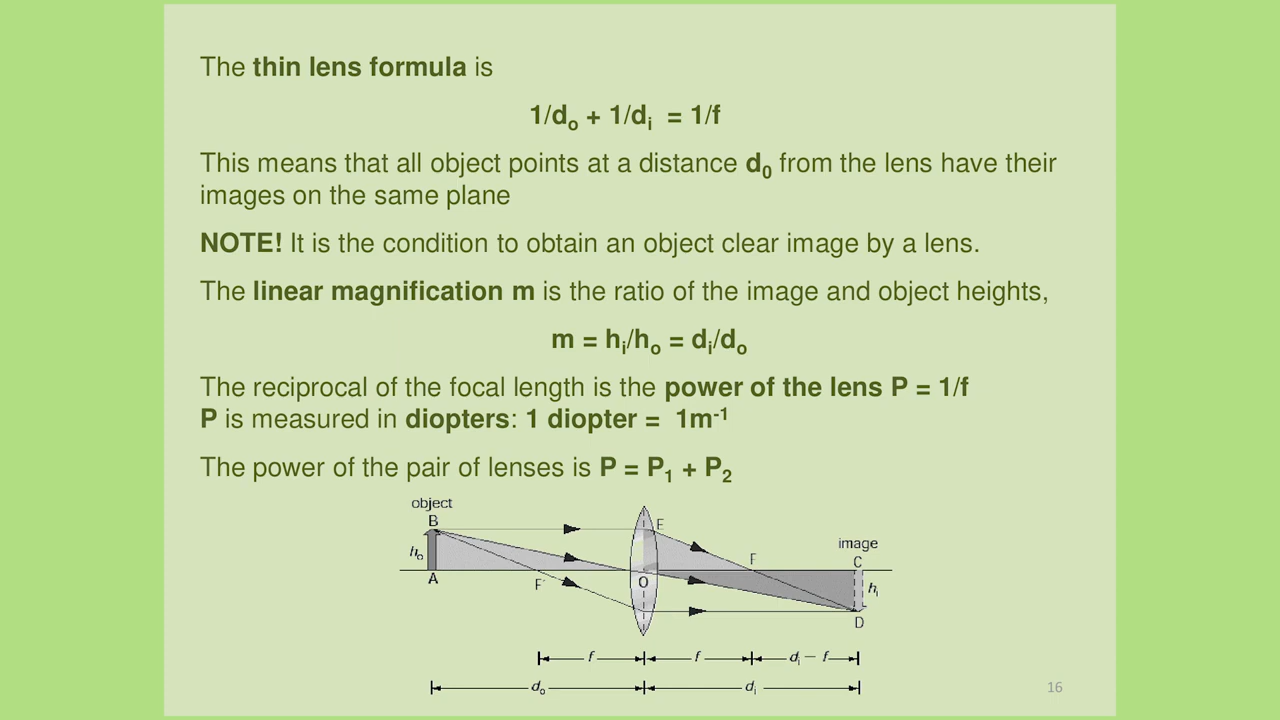 The thin lens formula is
1/do + 1/di = 1/f
This means that all object points at a distance d0 from the lens have their
images on the same plane
NOTE! It is the condition to obtain an object clear image by a lens.
The linear magnification m is the ratio of the image and object heights,
m = hi/ho = di/do
The reciprocal of the focal length is the power of the lens P = 1/f
P is measured in diopters: 1 diopter = 1m-1
The power of the pair of lenses is P = P1 + P2
object
B
E
image
ho
F
C
A
F'
O
hi
D
f
f
di – f
do
di
16